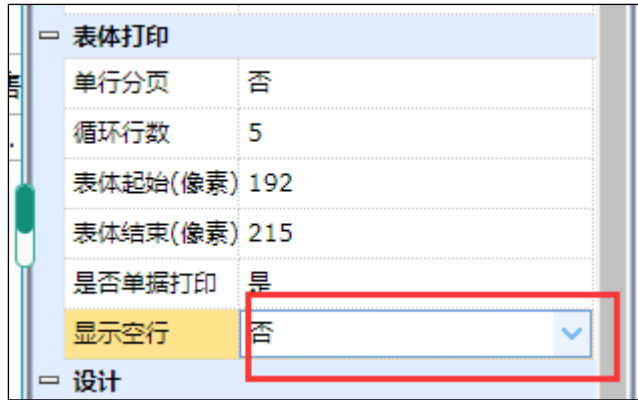 表体打印
单行分页 否
循环行数 5
表体起始(像素) 192
表体结束(像素) 215
是否单据打印 是
显示空行 否
设计